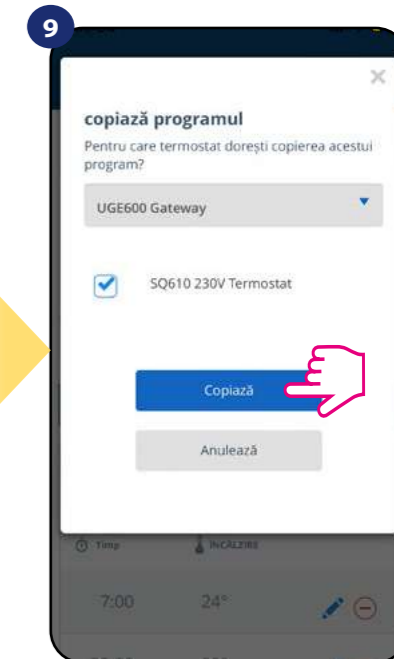 9
×
copiază programul
Pentru care termostat dorești copierea acestui
program?
UGE600 Gateway
SQ610 230V Termostat
Copiază
Anulează
Timp ÎNCĂLZIRE
7:00 24°